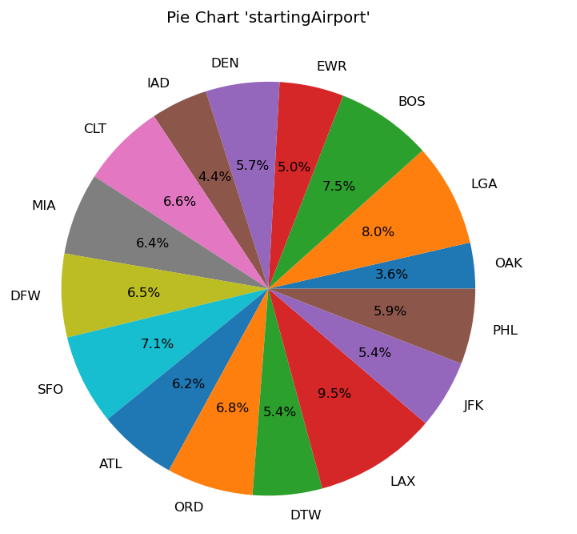 Pie Chart 'startingAirport'
DEN
EWR
IAD
BOS
CLT
LGA
5.7%
5.0%
4.4%
7.5%
6.6%
MIA
8.0%
6.4%
OAK
3.6%
DFW
6.5%
5.9%
PHL
7.1%
5.4%
SFO
6.2%
9.5%
JFK
6.8%
5.4%
ATL
LAX
ORD
DTW